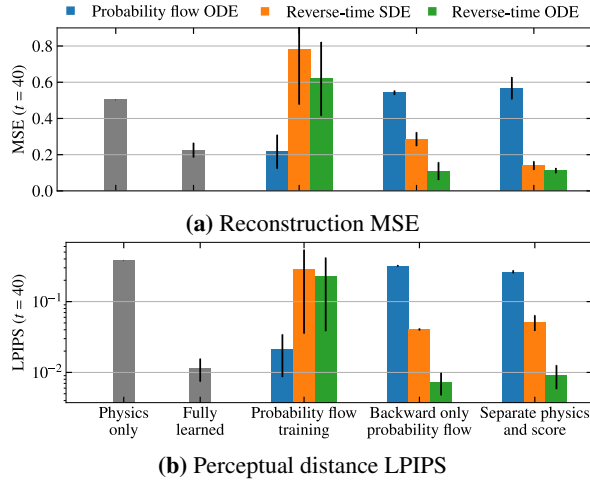 Probability flow ODE Reverse-time SDE Reverse-time ODE
MSE (t = 40)
0.8
0.6
0.4
0.2
0.0
(a) Reconstruction MSE
LPIPS (t = 40)
10⁻¹
10⁻²
Physics only
Fully learned
Probability flow training
Backward only probability flow
Separate physics and score
(b) Perceptual distance LPIPS